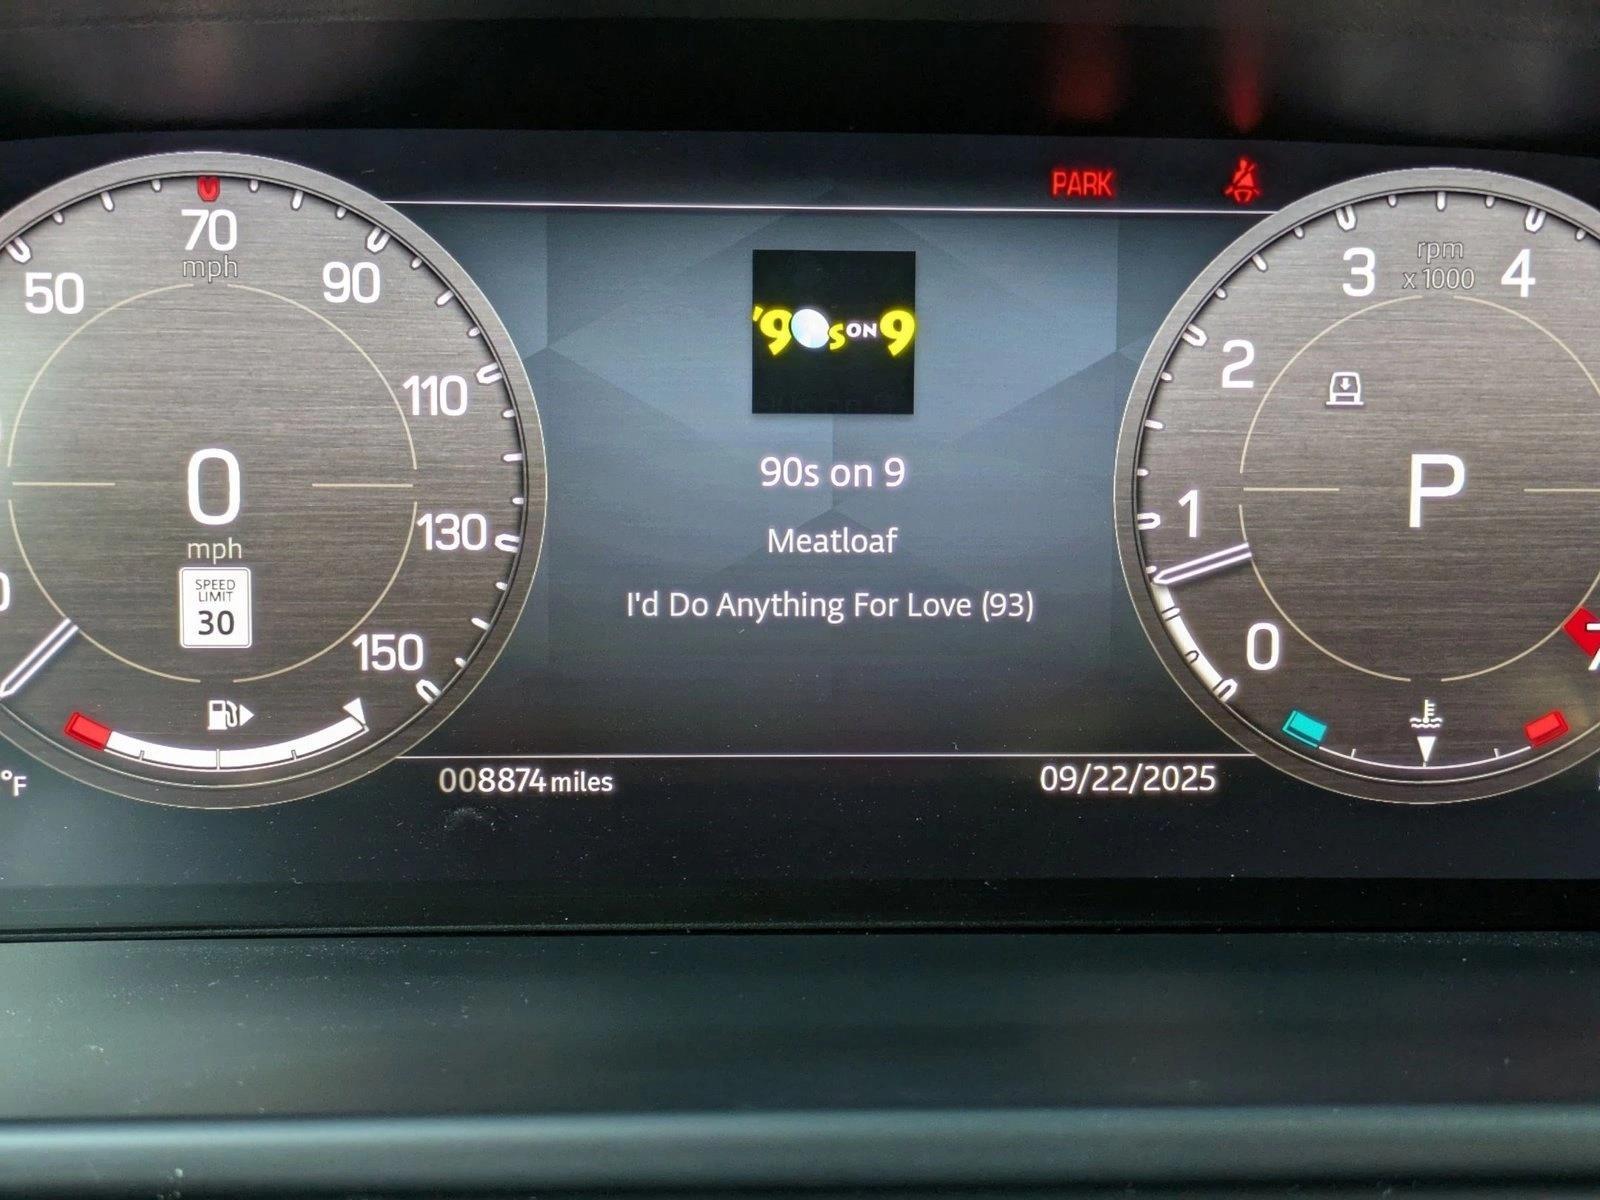 PARK
50
70
mph
90
110
130
150
0
mph
SPEED
LIMIT
30
'90s ON 9
90s on 9
Meatloaf
I'd Do Anything For Love (93)
008874 miles
09/22/2025
°F
0
1
2
3
rpm
x 1000
4
7
P